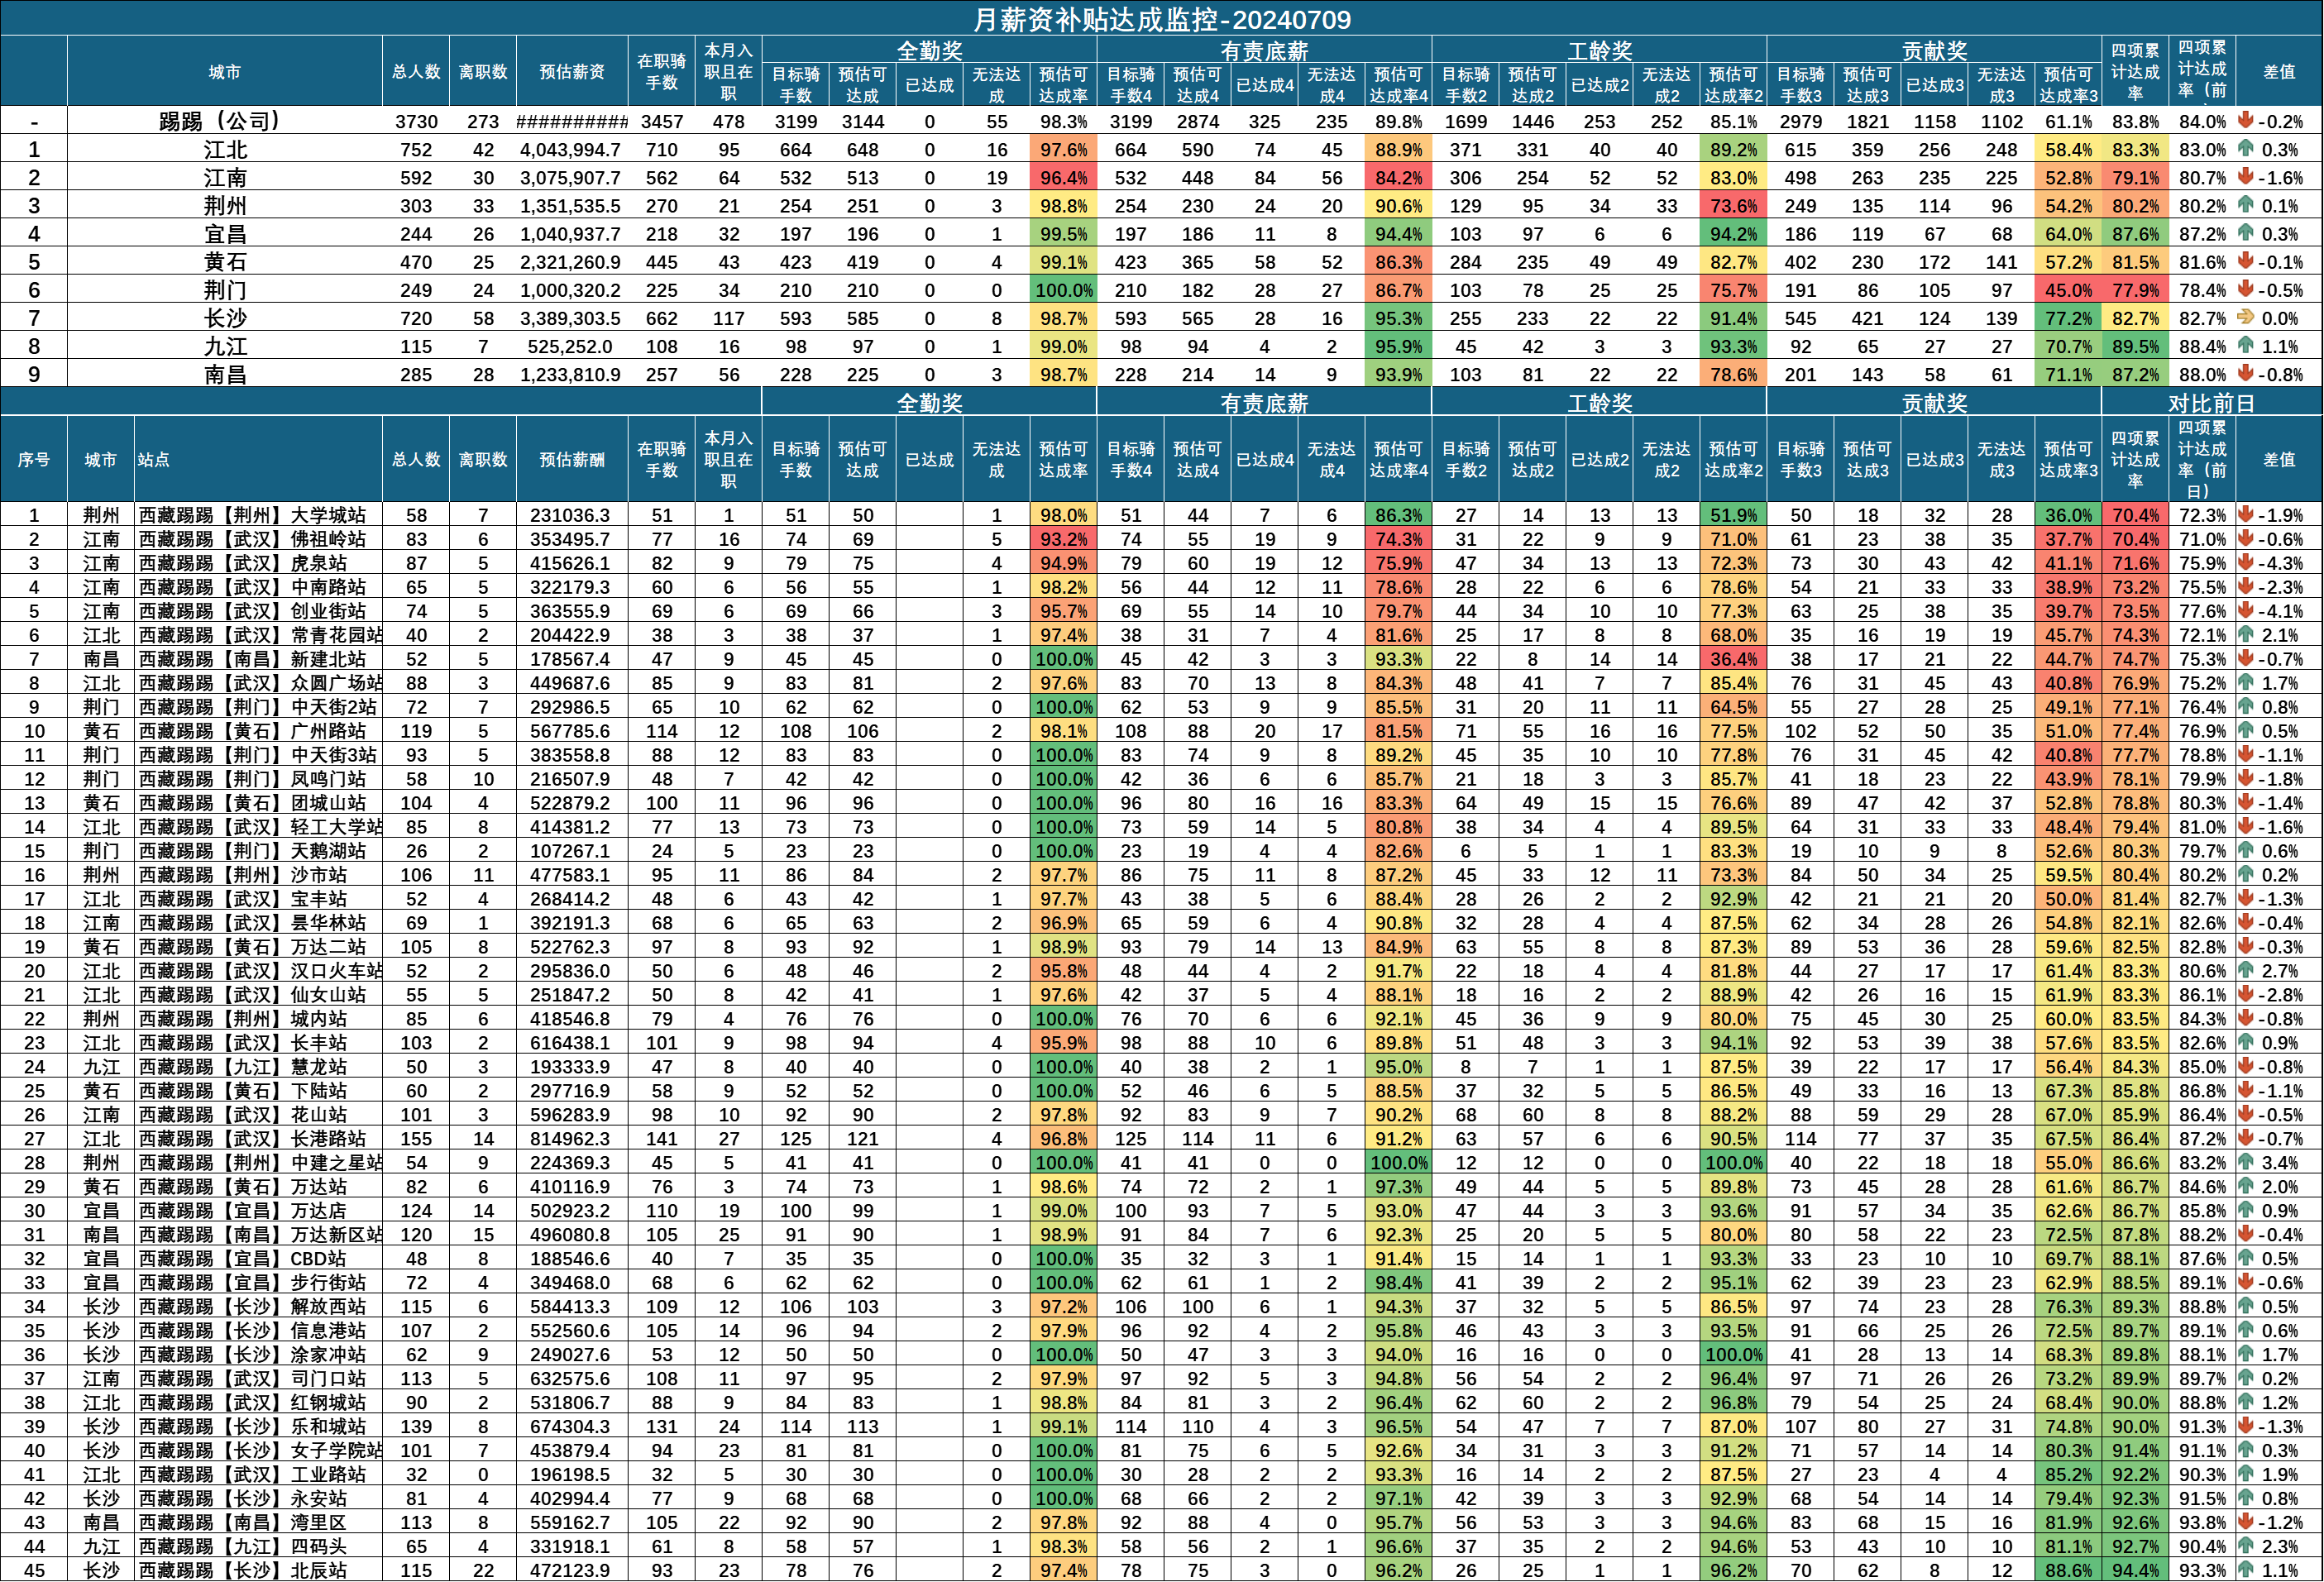 月薪资补贴达成监控-20240709
城市 总人数 离职数 预估薪资 在职骑手数 本月入职且在职 全勤奖 有责底薪 工龄奖 贡献奖 四项累计达成率 四项累计达成率（前 差值
目标骑手数 预估可达成 已达成 无法达成 预估可达成率 目标骑手数4 预估可达成4 已达成4 无法达成4 预估可达成率4 目标骑手数2 预估可达成2 已达成2 无法达成2 预估可达成率2 目标骑手数3 预估可达成3 已达成3 无法达成3 预估可达成率3
- 踢踢（公司） 3730 273 ########## 3457 478 3199 3144 0 55 98.3% 3199 2874 325 235 89.8% 1699 1446 253 252 85.1% 2979 1821 1158 1102 61.1% 83.8% 84.0% -0.2%
1 江北 752 42 4,043,994.7 710 95 664 648 0 16 97.6% 664 590 74 45 88.9% 371 331 40 40 89.2% 615 359 256 248 58.4% 83.3% 83.0% 0.3%
2 江南 592 30 3,075,907.7 562 64 532 513 0 19 96.4% 532 448 84 56 84.2% 306 254 52 52 83.0% 498 263 235 225 52.8% 79.1% 80.7% -1.6%
3 荆州 303 33 1,351,535.5 270 21 254 251 0 3 98.8% 254 230 24 20 90.6% 129 95 34 33 73.6% 249 135 114 96 54.2% 80.2% 80.2% 0.1%
4 宜昌 244 26 1,040,937.7 218 32 197 196 0 1 99.5% 197 186 11 8 94.4% 103 97 6 6 94.2% 186 119 67 68 64.0% 87.6% 87.2% 0.3%
5 黄石 470 25 2,321,260.9 445 43 423 419 0 4 99.1% 423 365 58 52 86.3% 284 235 49 49 82.7% 402 230 172 141 57.2% 81.5% 81.6% -0.1%
6 荆门 249 24 1,000,320.2 225 34 210 210 0 0 100.0% 210 182 28 27 86.7% 103 78 25 25 75.7% 191 86 105 97 45.0% 77.9% 78.4% -0.5%
7 长沙 720 58 3,389,303.5 662 117 593 585 0 8 98.7% 593 565 28 16 95.3% 255 233 22 22 91.4% 545 421 124 139 77.2% 82.7% 82.7% 0.0%
8 九江 115 7 525,252.0 108 16 98 97 0 1 99.0% 98 94 4 2 95.9% 45 42 3 3 93.3% 92 65 27 27 70.7% 89.5% 88.4% 1.1%
9 南昌 285 28 1,233,810.9 257 56 228 225 0 3 98.7% 228 214 14 9 93.9% 103 81 22 22 78.6% 201 143 58 61 71.1% 87.2% 88.0% -0.8%
全勤奖 有责底薪 工龄奖 贡献奖 对比前日
序号 城市 站点 总人数 离职数 预估薪酬 在职骑手数 本月入职且在职 目标骑手数 预估可达成 已达成 无法达成 预估可达成率 目标骑手数4 预估可达成4 已达成4 无法达成4 预估可达成率4 目标骑手数2 预估可达成2 已达成2 无法达成2 预估可达成率2 目标骑手数3 预估可达成3 已达成3 无法达成3 预估可达成率3 四项累计达成率 四项累计达成率（前日) 差值
1 荆州 西藏踢踢【荆州】大学城站 58 7 231036.3 51 1 51 50 1 98.0% 51 44 7 6 86.3% 27 14 13 13 51.9% 50 18 32 28 36.0% 70.4% 72.3% -1.9%
2 江南 西藏踢踢【武汉】佛祖岭站 83 6 353495.7 77 16 74 69 5 93.2% 74 55 19 9 74.3% 31 22 9 9 71.0% 61 23 38 35 37.7% 70.4% 71.0% -0.6%
3 江南 西藏踢踢【武汉】虎泉站 87 5 415626.1 82 9 79 75 4 94.9% 79 60 19 12 75.9% 47 34 13 13 72.3% 73 30 43 42 41.1% 71.6% 75.9% -4.3%
4 江南 西藏踢踢【武汉】中南路站 65 5 322179.3 60 6 56 55 1 98.2% 56 44 12 11 78.6% 28 22 6 6 78.6% 54 21 33 33 38.9% 73.2% 75.5% -2.3%
5 江南 西藏踢踢【武汉】创业街站 74 5 363555.9 69 6 69 66 3 95.7% 69 55 14 10 79.7% 44 34 10 10 77.3% 63 25 38 35 39.7% 73.5% 77.6% -4.1%
6 江北 西藏踢踢【武汉】常青花园站 40 2 204422.9 38 3 38 37 1 97.4% 38 31 7 4 81.6% 25 17 8 8 68.0% 35 16 19 19 45.7% 74.3% 72.1% 2.1%
7 南昌 西藏踢踢【南昌】新建北站 52 5 178567.4 47 9 45 45 0 100.0% 45 42 3 3 93.3% 22 8 14 14 36.4% 38 17 21 22 44.7% 74.7% 75.3% -0.7%
8 江北 西藏踢踢【武汉】众圆广场站 88 3 449687.6 85 9 83 81 2 97.6% 83 70 13 8 84.3% 48 41 7 7 85.4% 76 31 45 43 40.8% 76.9% 75.2% 1.7%
9 荆门 西藏踢踢【荆门】中天街2站 72 7 292986.5 65 10 62 62 0 100.0% 62 53 9 9 85.5% 31 20 11 11 64.5% 55 27 28 25 49.1% 77.1% 76.4% 0.8%
10 黄石 西藏踢踢【黄石】广州路站 119 5 567785.6 114 12 108 106 2 98.1% 108 88 20 17 81.5% 71 55 16 16 77.5% 102 52 50 35 51.0% 77.4% 76.9% 0.5%
11 荆门 西藏踢踢【荆门】中天街3站 93 5 383558.8 88 12 83 83 0 100.0% 83 74 9 8 89.2% 45 35 10 10 77.8% 76 31 45 42 40.8% 77.7% 78.8% -1.1%
12 荆门 西藏踢踢【荆门】凤鸣门站 58 10 216507.9 48 7 42 42 0 100.0% 42 36 6 6 85.7% 21 18 3 3 85.7% 41 18 23 22 43.9% 78.1% 79.9% -1.8%
13 黄石 西藏踢踢【黄石】团城山站 104 4 522879.2 100 11 96 96 0 100.0% 96 80 16 16 83.3% 64 49 15 15 76.6% 89 47 42 37 52.8% 78.8% 80.3% -1.4%
14 江北 西藏踢踢【武汉】轻工大学站 85 8 414381.2 77 13 73 73 0 100.0% 73 59 14 5 80.8% 38 34 4 4 89.5% 64 31 33 33 48.4% 79.4% 81.0% -1.6%
15 荆门 西藏踢踢【荆门】天鹅湖站 26 2 107267.1 24 5 23 23 0 100.0% 23 19 4 4 82.6% 6 5 1 1 83.3% 19 10 9 8 52.6% 80.3% 79.7% 0.6%
16 荆州 西藏踢踢【荆州】沙市站 106 11 477583.1 95 11 86 84 2 97.7% 86 75 11 8 87.2% 45 33 12 11 73.3% 84 50 34 25 59.5% 80.4% 80.2% 0.2%
17 江北 西藏踢踢【武汉】宝丰站 52 4 268414.2 48 6 43 42 1 97.7% 43 38 5 6 88.4% 28 26 2 2 92.9% 42 21 21 20 50.0% 81.4% 82.7% -1.3%
18 江南 西藏踢踢【武汉】昙华林站 69 1 392191.3 68 6 65 63 2 96.9% 65 59 6 4 90.8% 32 28 4 4 87.5% 62 34 28 26 54.8% 82.1% 82.6% -0.4%
19 黄石 西藏踢踢【黄石】万达二站 105 8 522762.3 97 8 93 92 1 98.9% 93 79 14 13 84.9% 63 55 8 8 87.3% 89 53 36 28 59.6% 82.5% 82.8% -0.3%
20 江北 西藏踢踢【武汉】汉口火车站 52 2 295836.0 50 6 48 46 2 95.8% 48 44 4 2 91.7% 22 18 4 4 81.8% 44 27 17 17 61.4% 83.3% 80.6% 2.7%
21 江北 西藏踢踢【武汉】仙女山站 55 5 251847.2 50 8 42 41 1 97.6% 42 37 5 4 88.1% 18 16 2 2 88.9% 42 26 16 15 61.9% 83.3% 86.1% -2.8%
22 荆州 西藏踢踢【荆州】城内站 85 6 418546.8 79 4 76 76 0 100.0% 76 70 6 6 92.1% 45 36 9 9 80.0% 75 45 30 25 60.0% 83.5% 84.3% -0.8%
23 江北 西藏踢踢【武汉】长丰站 103 2 616438.1 101 9 98 94 4 95.9% 98 88 10 6 89.8% 51 48 3 3 94.1% 92 53 39 38 57.6% 83.5% 82.6% 0.9%
24 九江 西藏踢踢【九江】慧龙站 50 3 193333.9 47 8 40 40 0 100.0% 40 38 2 1 95.0% 8 7 1 1 87.5% 39 22 17 17 56.4% 84.3% 85.0% -0.8%
25 黄石 西藏踢踢【黄石】下陆站 60 2 297716.9 58 9 52 52 0 100.0% 52 46 6 5 88.5% 37 32 5 5 86.5% 49 33 16 13 67.3% 85.8% 86.8% -1.1%
26 江南 西藏踢踢【武汉】花山站 101 3 596283.9 98 10 92 90 2 97.8% 92 83 9 7 90.2% 68 60 8 8 88.2% 88 59 29 28 67.0% 85.9% 86.4% -0.5%
27 江北 西藏踢踢【武汉】长港路站 155 14 814962.3 141 27 125 121 4 96.8% 125 114 11 6 91.2% 63 57 6 6 90.5% 114 77 37 35 67.5% 86.4% 87.2% -0.7%
28 荆州 西藏踢踢【荆州】中建之星站 54 9 224369.3 45 5 41 41 0 100.0% 41 41 0 0 100.0% 12 12 0 0 100.0% 40 22 18 18 55.0% 86.6% 83.2% 3.4%
29 黄石 西藏踢踢【黄石】万达站 82 6 410116.9 76 3 74 73 1 98.6% 74 72 2 1 97.3% 49 44 5 5 89.8% 73 45 28 28 61.6% 86.7% 84.6% 2.0%
30 宜昌 西藏踢踢【宜昌】万达店 124 14 502923.2 110 19 100 99 1 99.0% 100 93 7 5 93.0% 47 44 3 3 93.6% 91 57 34 35 62.6% 86.7% 85.8% 0.9%
31 南昌 西藏踢踢【南昌】万达新区站 120 15 496080.8 105 25 91 90 1 98.9% 91 84 7 6 92.3% 25 20 5 5 80.0% 80 58 22 23 72.5% 87.8% 88.2% -0.4%
32 宜昌 西藏踢踢【宜昌】CBD站 48 8 188546.6 40 7 35 35 0 100.0% 35 32 3 1 91.4% 15 14 1 1 93.3% 33 23 10 10 69.7% 88.1% 87.6% 0.5%
33 宜昌 西藏踢踢【宜昌】步行街站 72 4 349468.0 68 6 62 62 0 100.0% 62 61 1 2 98.4% 41 39 2 2 95.1% 62 39 23 23 62.9% 88.5% 89.1% -0.6%
34 长沙 西藏踢踢【长沙】解放西站 115 6 584413.3 109 12 106 103 3 97.2% 106 100 6 1 94.3% 37 32 5 5 86.5% 97 74 23 28 76.3% 89.3% 88.8% 0.5%
35 长沙 西藏踢踢【长沙】信息港站 107 2 552560.6 105 14 96 94 2 97.9% 96 92 4 2 95.8% 46 43 3 3 93.5% 91 66 25 26 72.5% 89.7% 89.1% 0.6%
36 长沙 西藏踢踢【长沙】涂家冲站 62 9 249027.6 53 12 50 50 0 100.0% 50 47 3 3 94.0% 16 16 0 0 100.0% 41 28 13 14 68.3% 89.8% 88.1% 1.7%
37 江南 西藏踢踢【武汉】司门口站 113 5 632575.6 108 11 97 95 2 97.9% 97 92 5 3 94.8% 56 54 2 2 96.4% 97 71 26 26 73.2% 89.9% 89.7% 0.2%
38 江北 西藏踢踢【武汉】红钢城站 90 2 531806.7 88 9 84 83 1 98.8% 84 81 3 2 96.4% 62 60 2 2 96.8% 79 54 25 24 68.4% 90.0% 88.8% 1.2%
39 长沙 西藏踢踢【长沙】乐和城站 139 8 674304.3 131 24 114 113 1 99.1% 114 110 4 3 96.5% 54 47 7 7 87.0% 107 80 27 31 74.8% 90.0% 91.3% -1.3%
40 长沙 西藏踢踢【长沙】女子学院站 101 7 453879.4 94 23 81 81 0 100.0% 81 75 6 5 92.6% 34 31 3 3 91.2% 71 57 14 14 80.3% 91.4% 91.1% 0.3%
41 江北 西藏踢踢【武汉】工业路站 32 0 196198.5 32 5 30 30 0 100.0% 30 28 2 2 93.3% 16 14 2 2 87.5% 27 23 4 4 85.2% 92.2% 90.3% 1.9%
42 长沙 西藏踢踢【长沙】永安站 81 4 402994.4 77 9 68 68 0 100.0% 68 66 2 2 97.1% 42 39 3 3 92.9% 68 54 14 14 79.4% 92.3% 91.5% 0.8%
43 南昌 西藏踢踢【南昌】湾里区 113 8 559162.7 105 22 92 90 2 97.8% 92 88 4 0 95.7% 56 53 3 3 94.6% 83 68 15 16 81.9% 92.6% 93.8% -1.2%
44 九江 西藏踢踢【九江】四码头 65 4 331918.1 61 8 58 57 1 98.3% 58 56 2 1 96.6% 37 35 2 2 94.6% 53 43 10 10 81.1% 92.7% 90.4% 2.3%
45 长沙 西藏踢踢【长沙】北辰站 115 22 472123.9 93 23 78 76 2 97.4% 78 75 3 0 96.2% 26 25 1 1 96.2% 70 62 8 12 88.6% 94.4% 93.3% 1.1%